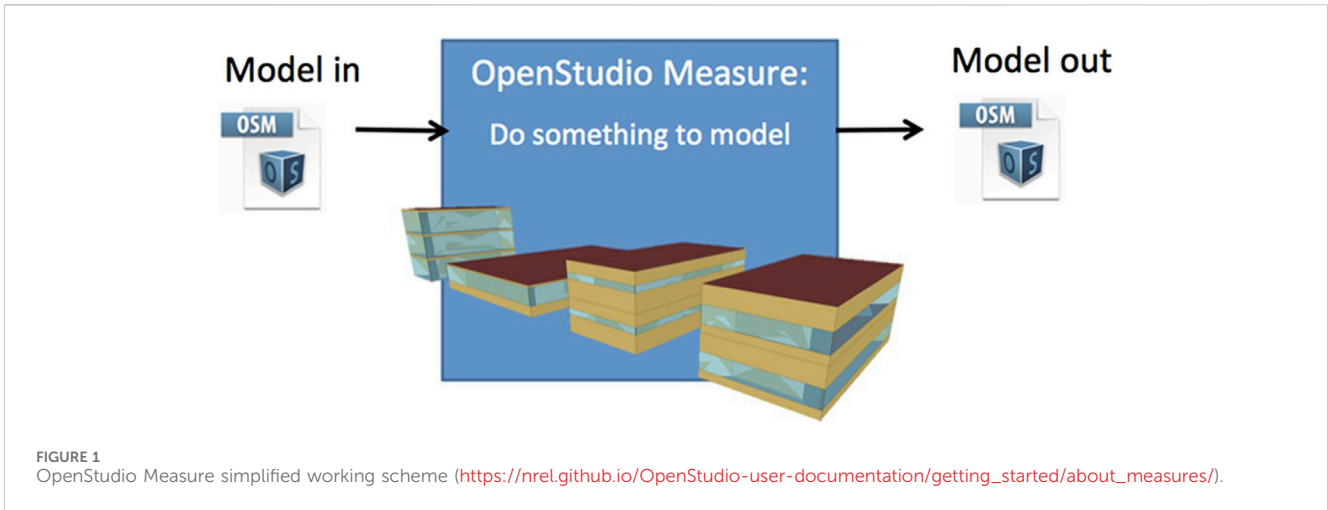 Model in
OSM
OS
OpenStudio Measure:
Do something to model
Model out
OSM
OS
FIGURE 1
OpenStudio Measure simplified working scheme (https://nrel.github.io/OpenStudio-user-documentation/getting_started/about_measures/).